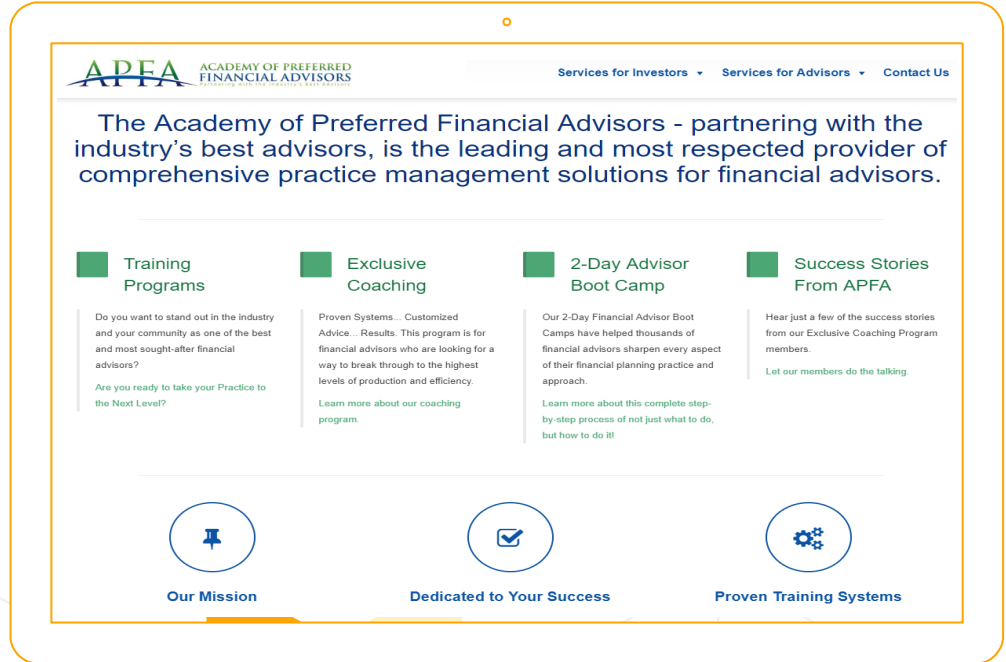 APFA ACADEMY OF PREFERRED
FINANCIAL ADVISORS
Partnering with the Industry's Best Advisors
Services for Investors
Services for Advisors
Contact Us
The Academy of Preferred Financial Advisors - partnering with the
industry's best advisors, is the leading and most respected provider of
comprehensive practice management solutions for financial advisors.
Training
Programs
Do you want to stand out in the industry
and your community as one of the best
and most sought-after financial
advisors?
Are you ready to take your Practice to
the Next Level?
Exclusive
Coaching
Proven Systems... Customized
Advice... Results. This program is for
financial advisors who are looking for a
way to break through to the highest
levels of production and efficiency.
Learn more about our coaching
program.
2-Day Advisor
Boot Camp
Our 2-Day Financial Advisor Boot
Camps have helped thousands of
financial advisors sharpen every aspect
of their financial planning practice and
approach.
Learn more about this complete step-
by-step process of not just what to do,
but how to do it!
Success Stories
From APFA
Hear just a few of the success stories
from our Exclusive Coaching Program
members.
Let our members do the talking.
Our Mission
Dedicated to Your Success
Proven Training Systems